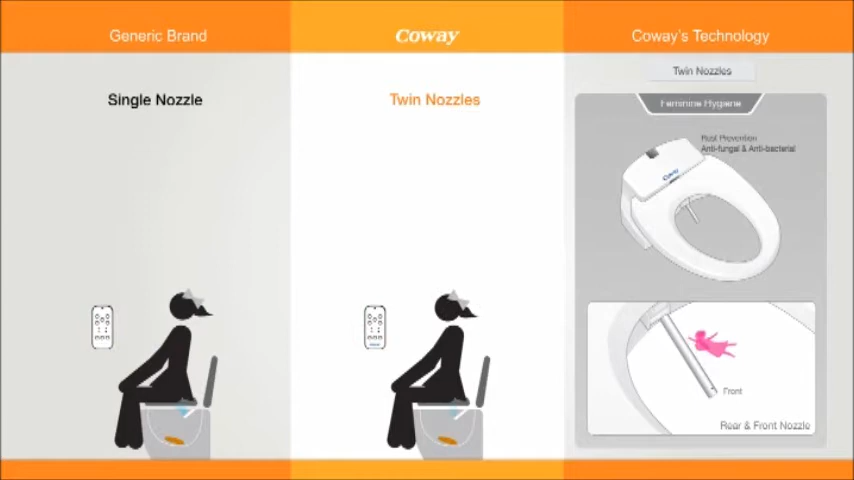 Generic Brand
Coway
Coway's Technology
Single Nozzle
Twin Nozzles
Twin Nozzles
Feminine Hygiene
Rust Prevention
Anti-fungal & Anti-bacterial
Coway
Front
Rear & Front Nozzle